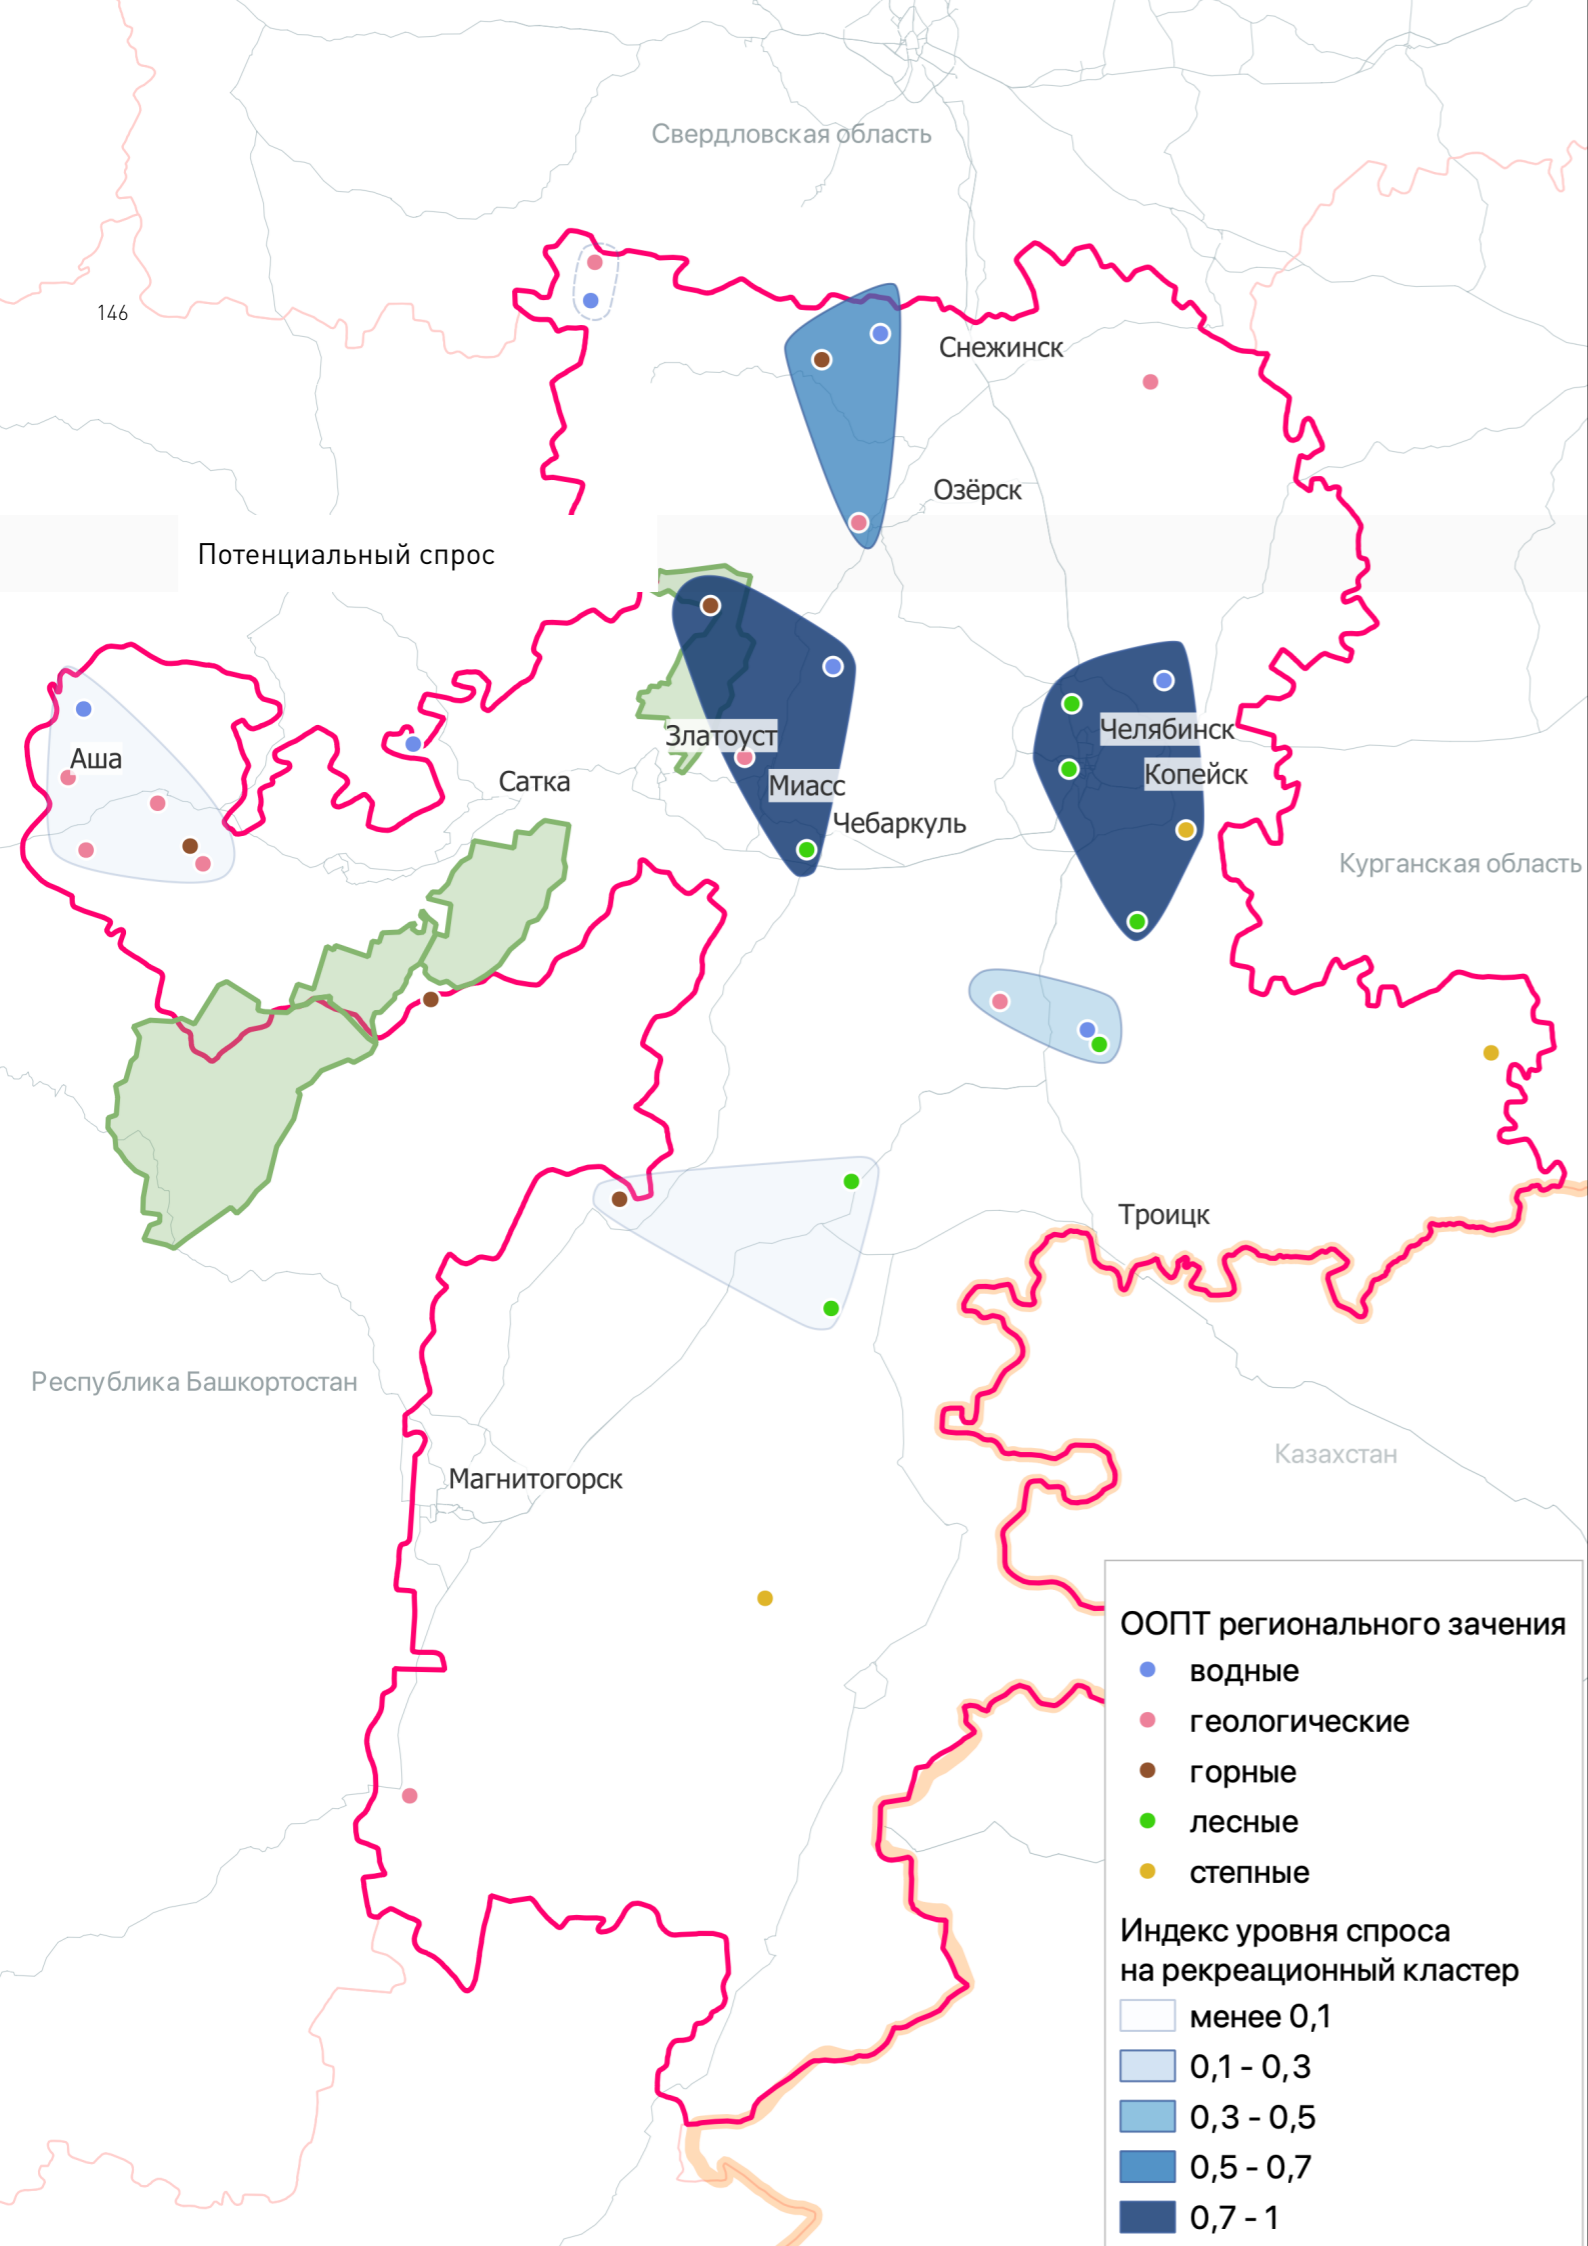 Свердловская область
146
Снежинск
Озёрск
Потенциальный спрос
Златоуст
Челябинск
Аша
Сатка
Миасс
Копейск
Чебаркуль
Курганская область
Троицк
Республика Башкортостан
Казахстан
Магнитогорск
ООПТ регионального зачения
водные
геологические
горные
лесные
степные
Индекс уровня спроса
на рекреационный кластер
менее 0,1
0,1 - 0,3
0,3 - 0,5
0,5 - 0,7
0,7 - 1